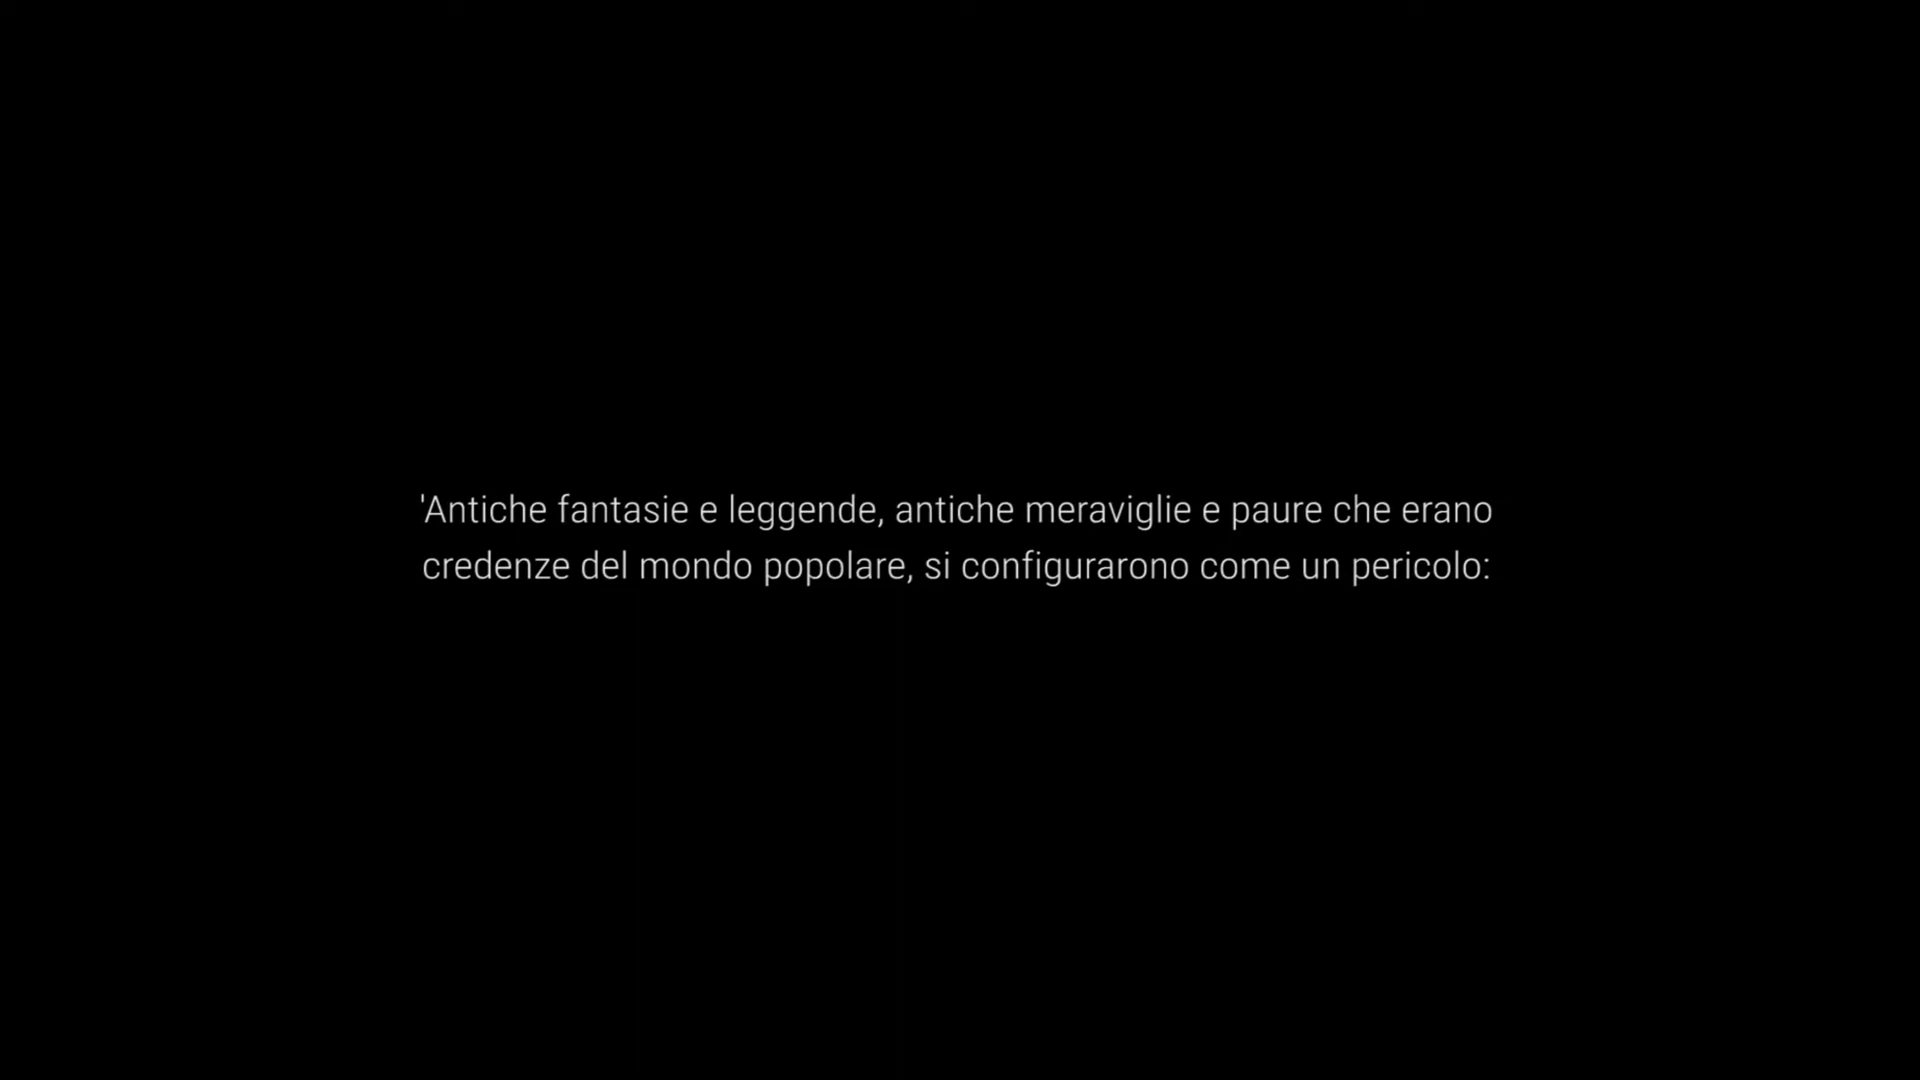 'Antiche fantasie e leggende, antiche meraviglie e paure che erano
credenze del mondo popolare, si configurarono come un pericolo: